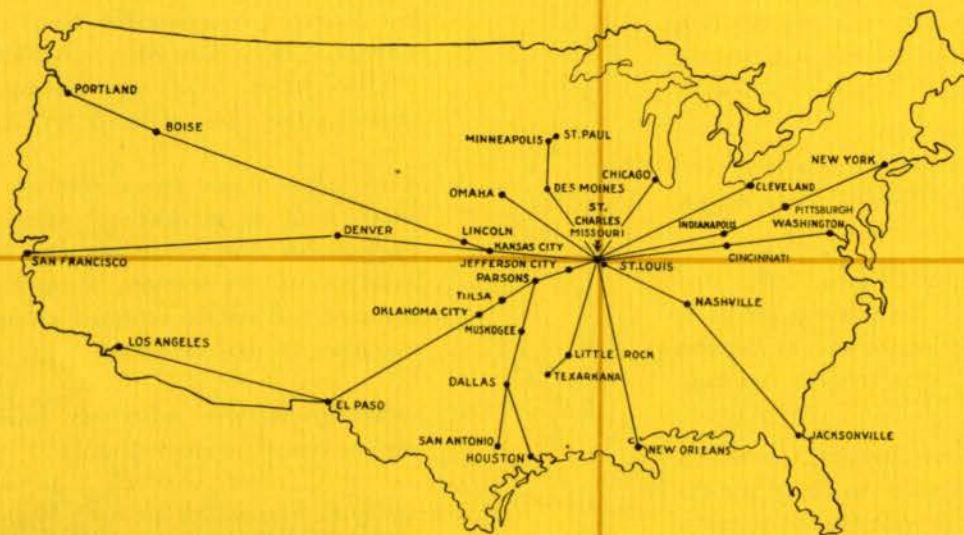 PORTLAND
BOISE
MINNEAPOLIS
ST. PAUL
NEW YORK
CHICAGO
CLEVELAND
OMAHA
DES MOINES
ST.
CHARLES
MISSOURI
PITTSBURGH
INDIANAPOLIS
WASHINGTON
DENVER
LINCOLN
KANSAS CITY
CINCINNATI
SAN FRANCISCO
JEFFERSON CITY
ST. LOUIS
PARSONS
TULSA
NASHVILLE
OKLAHOMA CITY
MUSKOGEE
LOS ANGELES
LITTLE ROCK
TEXARKANA
DALLAS
EL PASO
SAN ANTONIO
JACKSONVILLE
NEW ORLEANS
HOUSTON